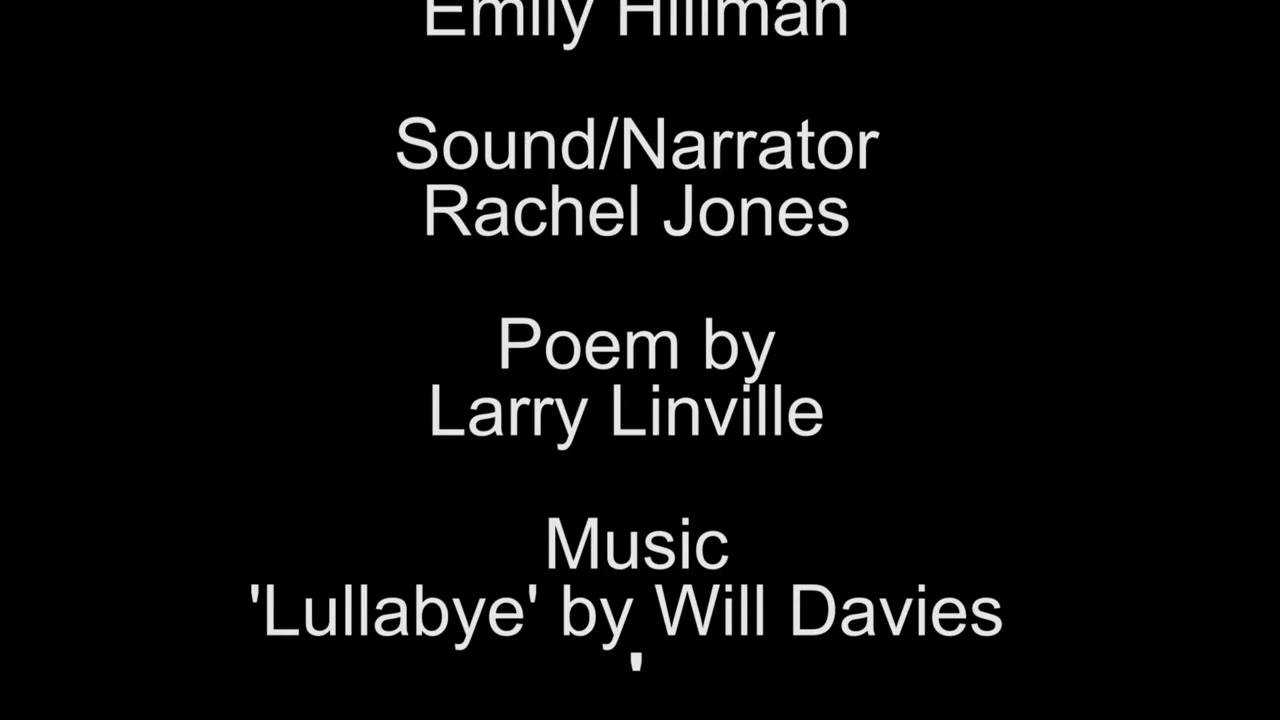 Emily Hillman
Sound/Narrator
Rachel Jones
Poem by
Larry Linville
Music
'Lullabye' by Will Davies
'